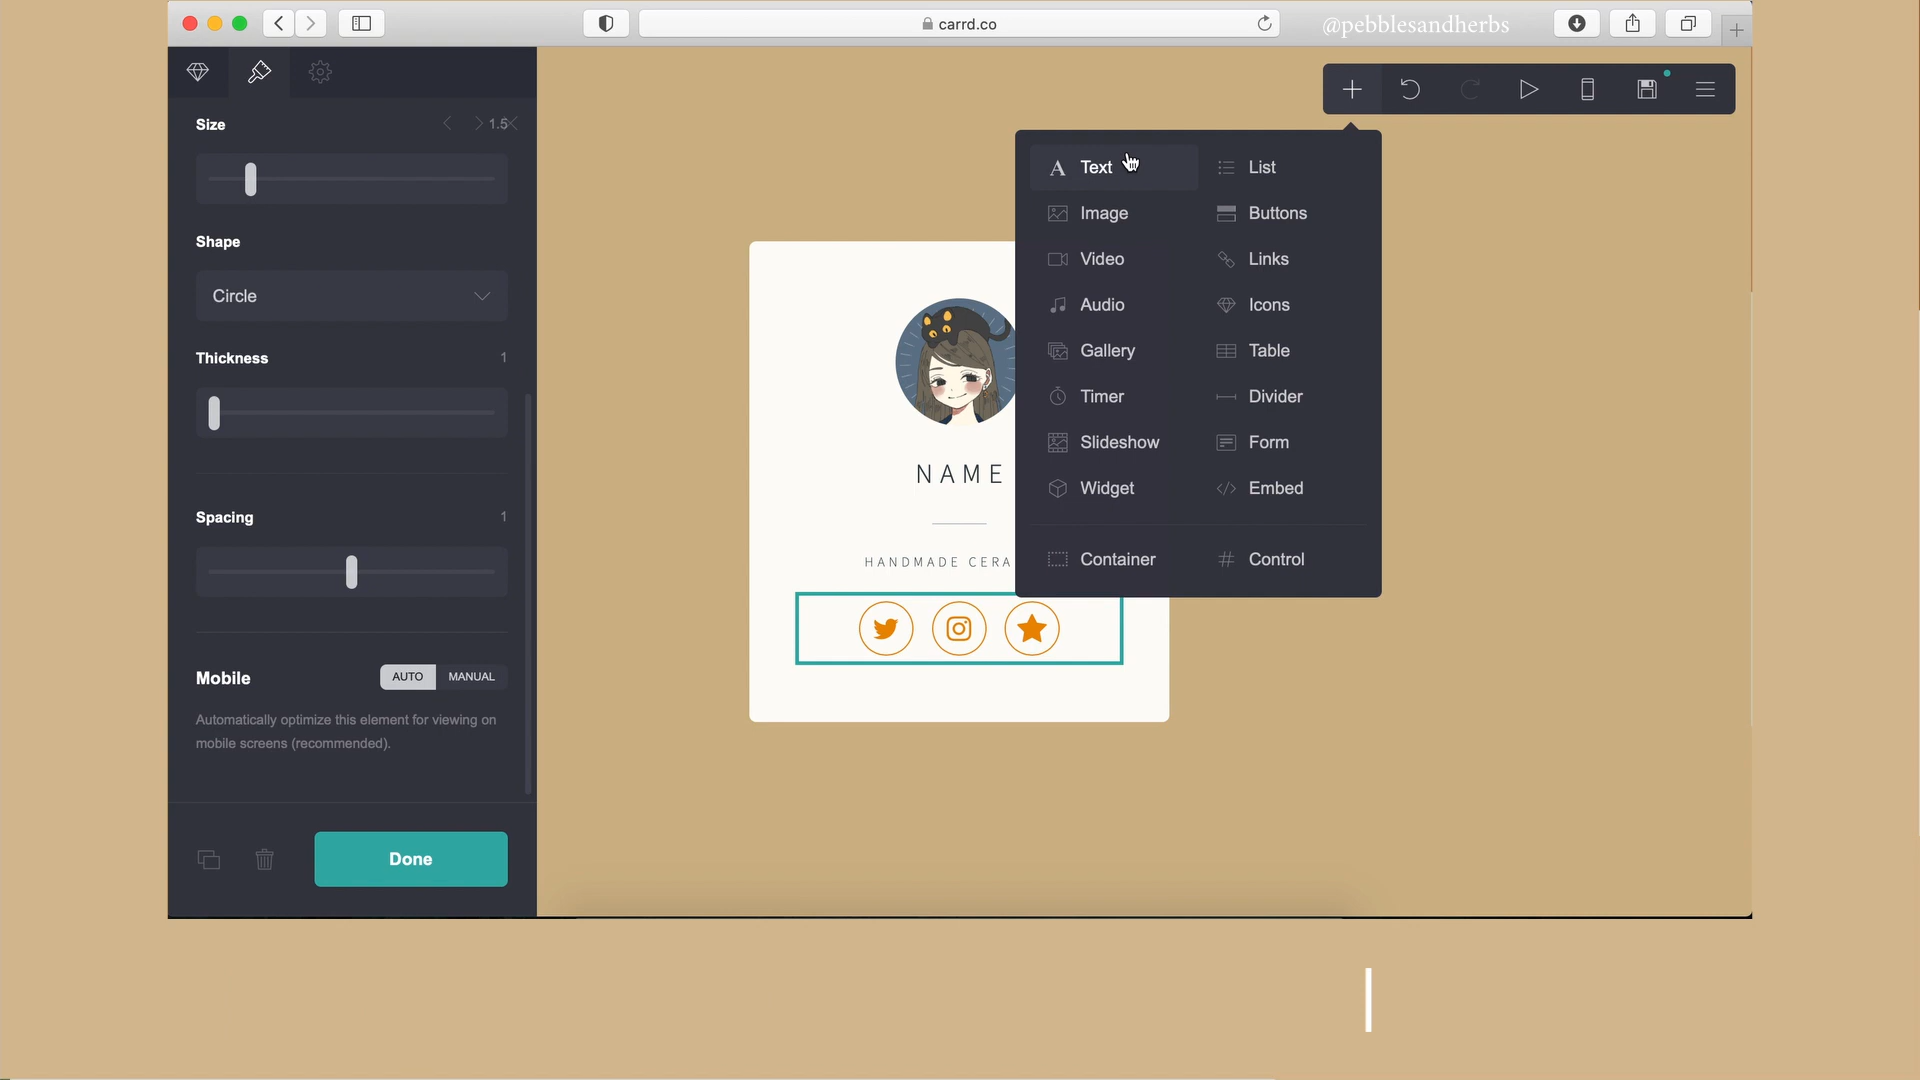 carrd.co
@pebblesandherbs
Size
1.5
Shape
Circle
Thickness
1
Spacing
1
Mobile
AUTO
MANUAL
Automatically optimize this element for viewing on
mobile screens (recommended).
Done
NAME
HANDMADE CERA
Text
List
Image
Buttons
Video
Links
Audio
Icons
Gallery
Table
Timer
Divider
Slideshow
Form
Widget
Embed
Container
Control